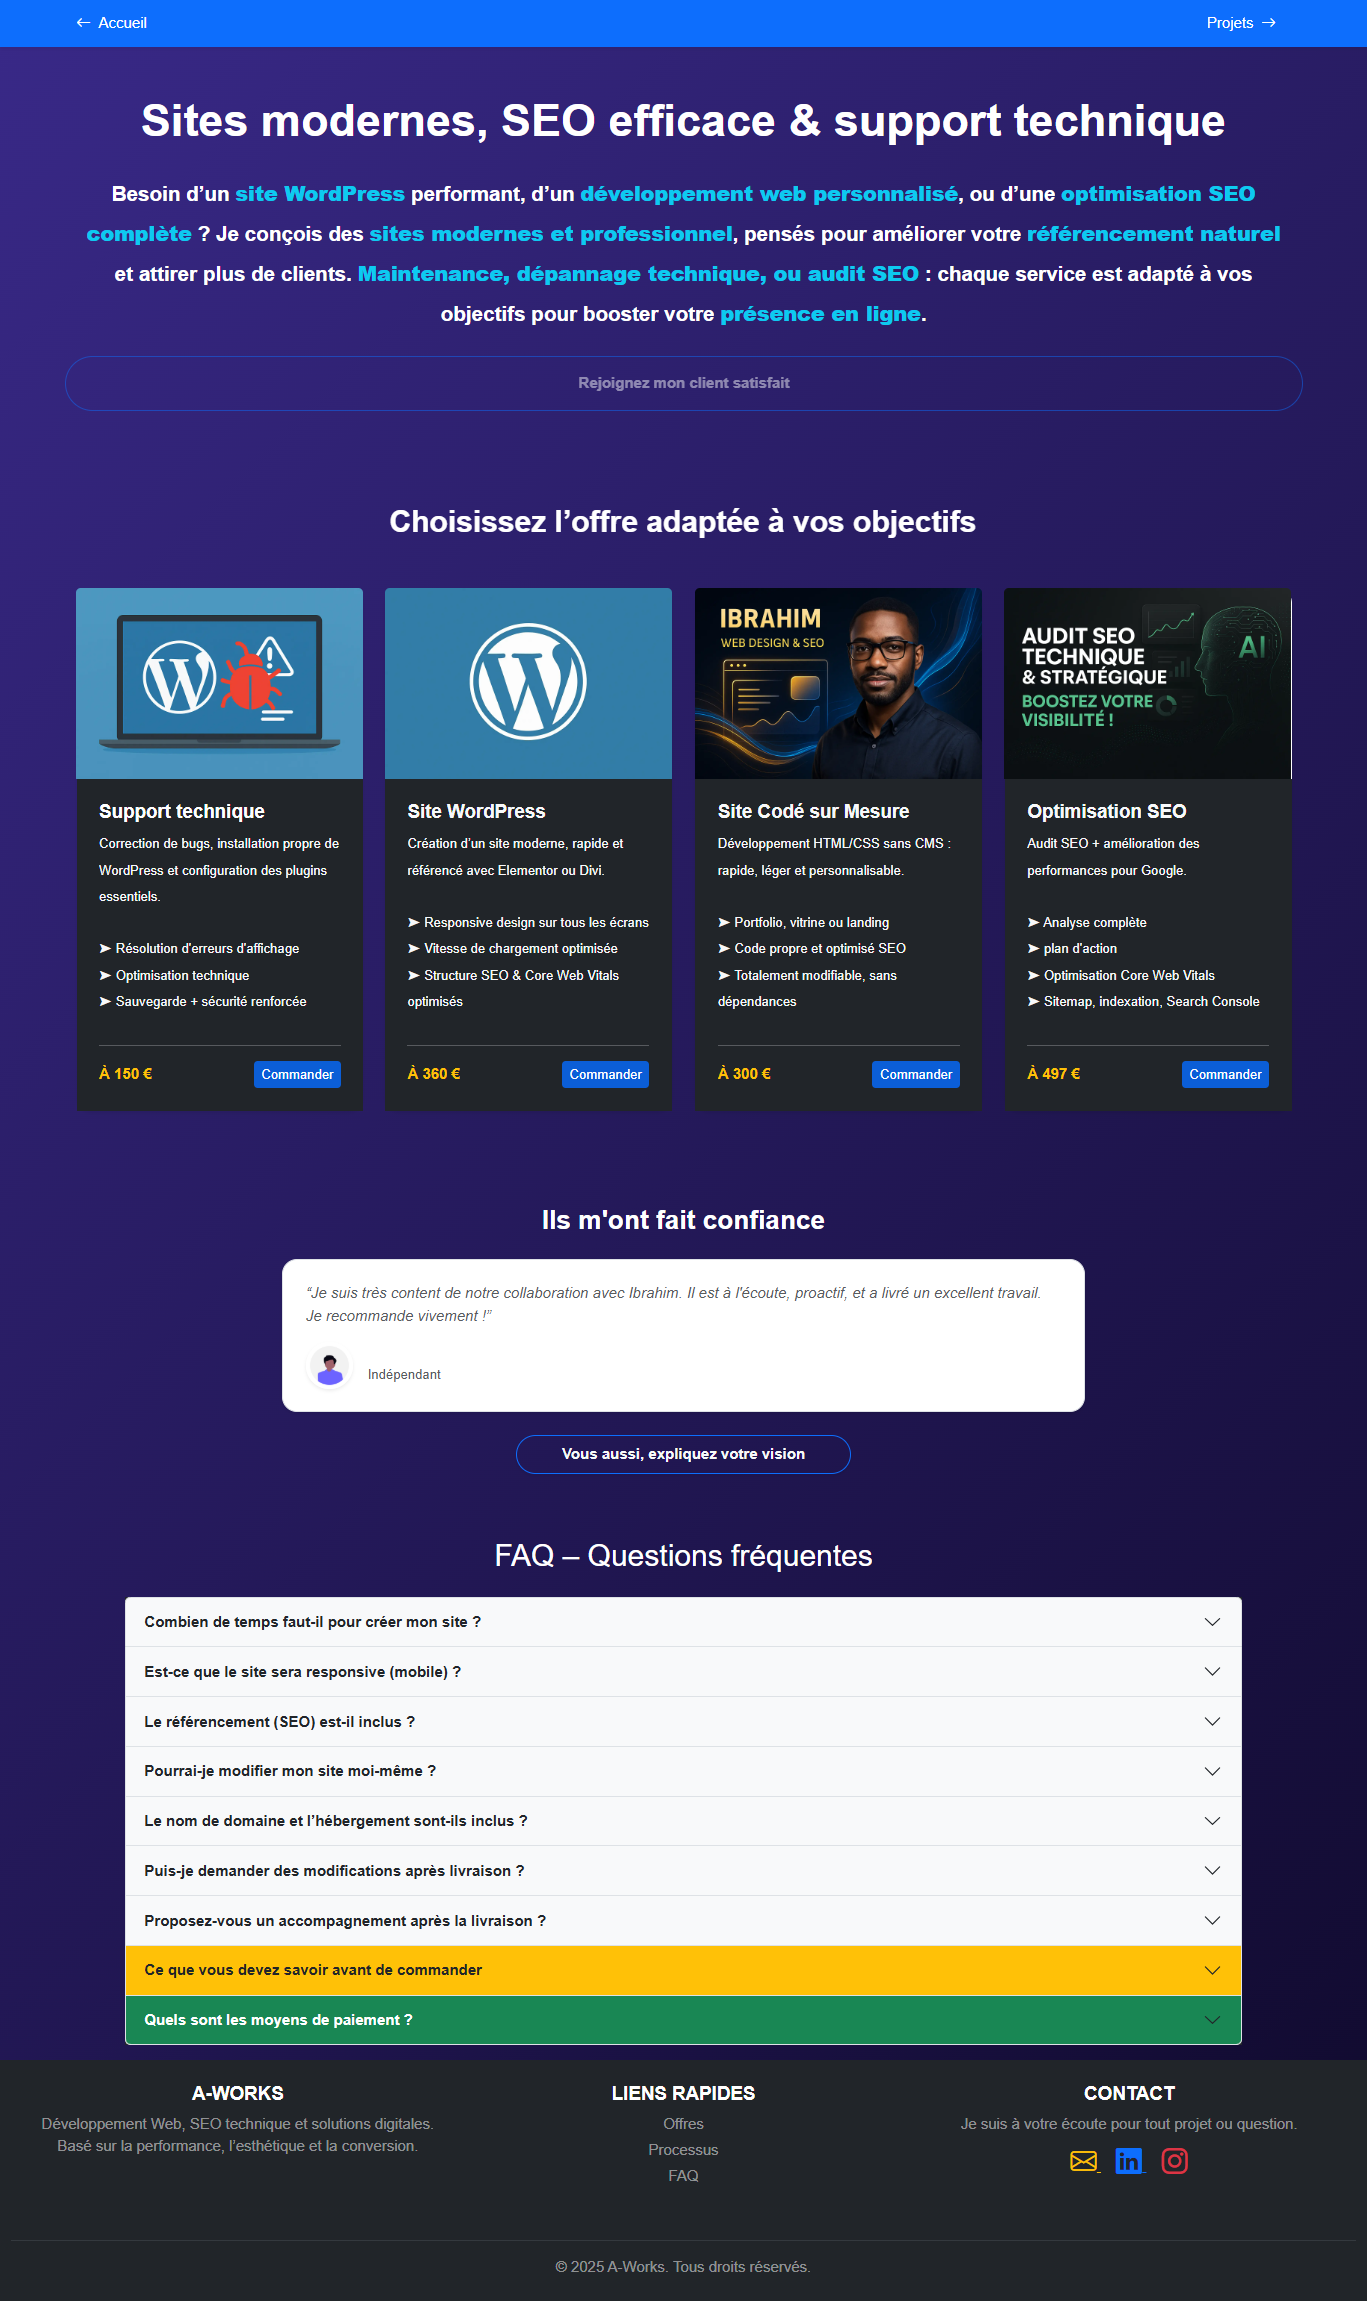 ← Accueil
Projets →
Sites modernes, SEO efficace & support technique
Besoin d’un site WordPress performant, d’un développement web personnalisé, ou d’une optimisation SEO
complète ? Je conçois des sites modernes et professionnel, pensés pour améliorer votre référencement naturel
et attirer plus de clients. Maintenance, dépannage technique, ou audit SEO : chaque service est adapté à vos
objectifs pour booster votre présence en ligne.
Rejoignez mon client satisfait
Choisissez l’offre adaptée à vos objectifs
Support technique
Correction de bugs, installation propre de
WordPress et configuration des plugins
essentiels.
➤ Résolution d'erreurs d'affichage
➤ Optimisation technique
➤ Sauvegarde + sécurité renforcée
À 150 €
Commander
Site WordPress
Création d’un site moderne, rapide et
référencé avec Elementor ou Divi.
➤ Responsive design sur tous les écrans
➤ Vitesse de chargement optimisée
➤ Structure SEO & Core Web Vitals
optimisés
À 360 €
Commander
IBRAHIM
WEB DESIGN & SEO
Site Codé sur Mesure
Développement HTML/CSS sans CMS :
rapide, léger et personnalisable.
➤ Portfolio, vitrine ou landing
➤ Code propre et optimisé SEO
➤ Totalement modifiable, sans
dépendances
À 300 €
Commander
AUDIT SEO
TECHNIQUE
& STRATÉGIQUE
BOOSTEZ VOTRE
VISIBILITÉ !
AI
Optimisation SEO
Audit SEO + amélioration des
performances pour Google.
➤ Analyse complète
➤ plan d'action
➤ Optimisation Core Web Vitals
➤ Sitemap, indexation, Search Console
À 497 €
Commander
Ils m'ont fait confiance
“Je suis très content de notre collaboration avec Ibrahim. Il est à l'écoute, proactif, et a livré un excellent travail.
Je recommande vivement !”
Indépendant
Vous aussi, expliquez votre vision
FAQ – Questions fréquentes
Combien de temps faut-il pour créer mon site ?
Est-ce que le site sera responsive (mobile) ?
Le référencement (SEO) est-il inclus ?
Pourrai-je modifier mon site moi-même ?
Le nom de domaine et l’hébergement sont-ils inclus ?
Puis-je demander des modifications après livraison ?
Proposez-vous un accompagnement après la livraison ?
Ce que vous devez savoir avant de commander
Quels sont les moyens de paiement ?
A-WORKS
Développement Web, SEO technique et solutions digitales.
Basé sur la performance, l’esthétique et la conversion.
LIENS RAPIDES
Offres
Processus
FAQ
CONTACT
Je suis à votre écoute pour tout projet ou question.
© 2025 A-Works. Tous droits réservés.